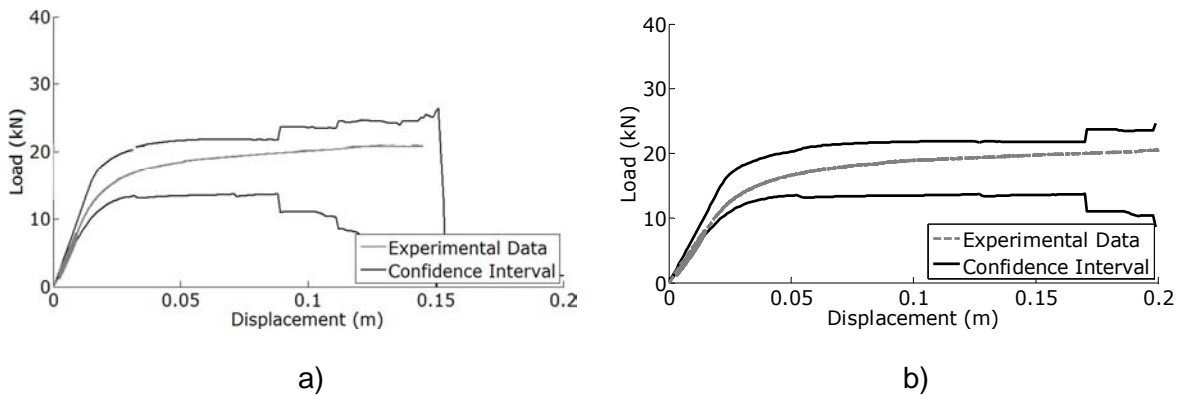 40
30
20
10
0
Load (kN)
0
0.05
0.1
0.15
0.2
Displacement (m)
Experimental Data
Confidence Interval
a)
40
30
20
10
0
Load (kN)
0
0.05
0.1
0.15
0.2
Displacement (m)
Experimental Data
Confidence Interval
b)